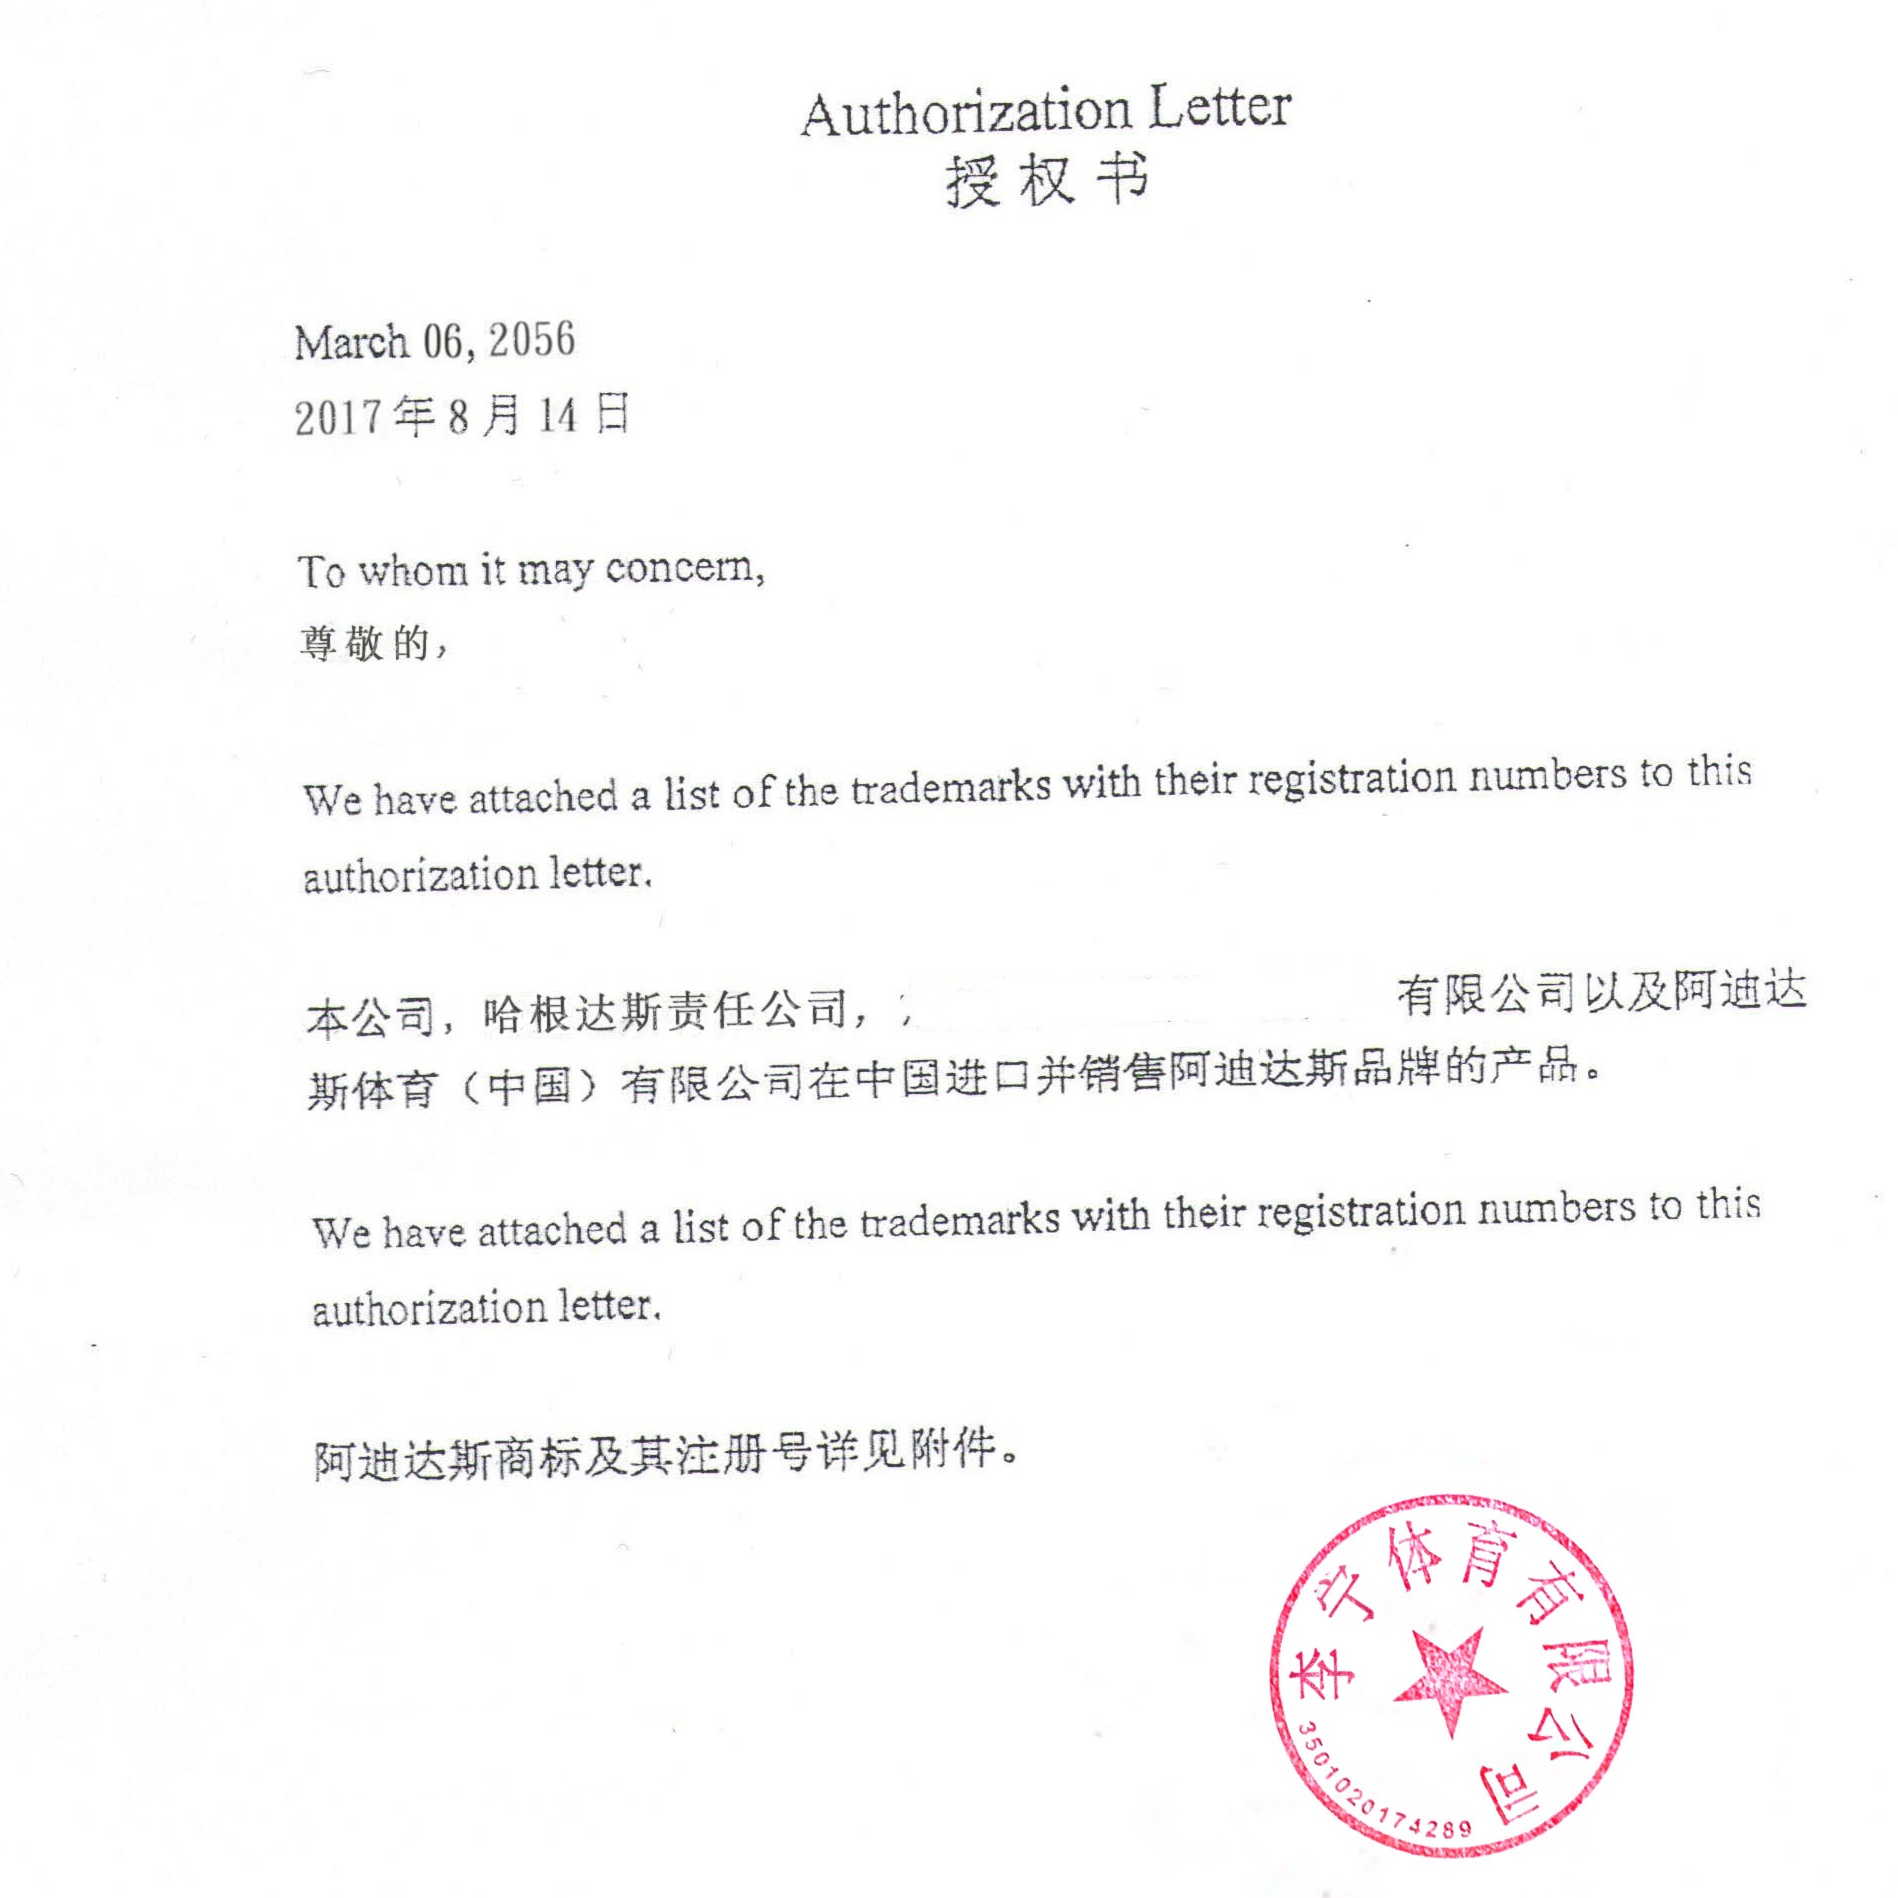 Authorization Letter
授权书
March 06, 2056
2017年8月14日
To whom it may concern,
尊敬的，
We have attached a list of the trademarks with their registration numbers to this
authorization letter.
本公司，哈根达斯责任公司， 有限公司以及阿迪达
斯体育（中国）有限公司在中国进口并销售阿迪达斯品牌的产品。
We have attached a list of the trademarks with their registration numbers to this
authorization letter.
阿迪达斯商标及其注册号详见附件。
李宁体育有限公司
3501020174289